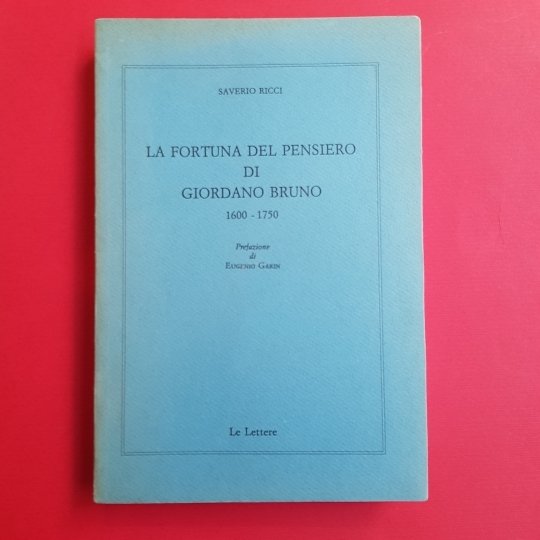 SAVERIO RICCI
LA FORTUNA DEL PENSIERO
DI
GIORDANO BRUNO
1600 - 1750
Prefazione
di
EUGENIO GARIN
Le Lettere